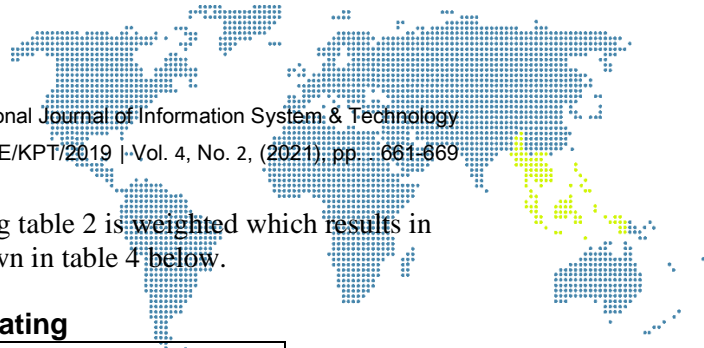 onal Journal of Information System & Technology
E/KPT/2019 | Vol. 4, No. 2, (2021), pp. . 661-669
g table 2 is weighted which results in
wn in table 4 below.
ating